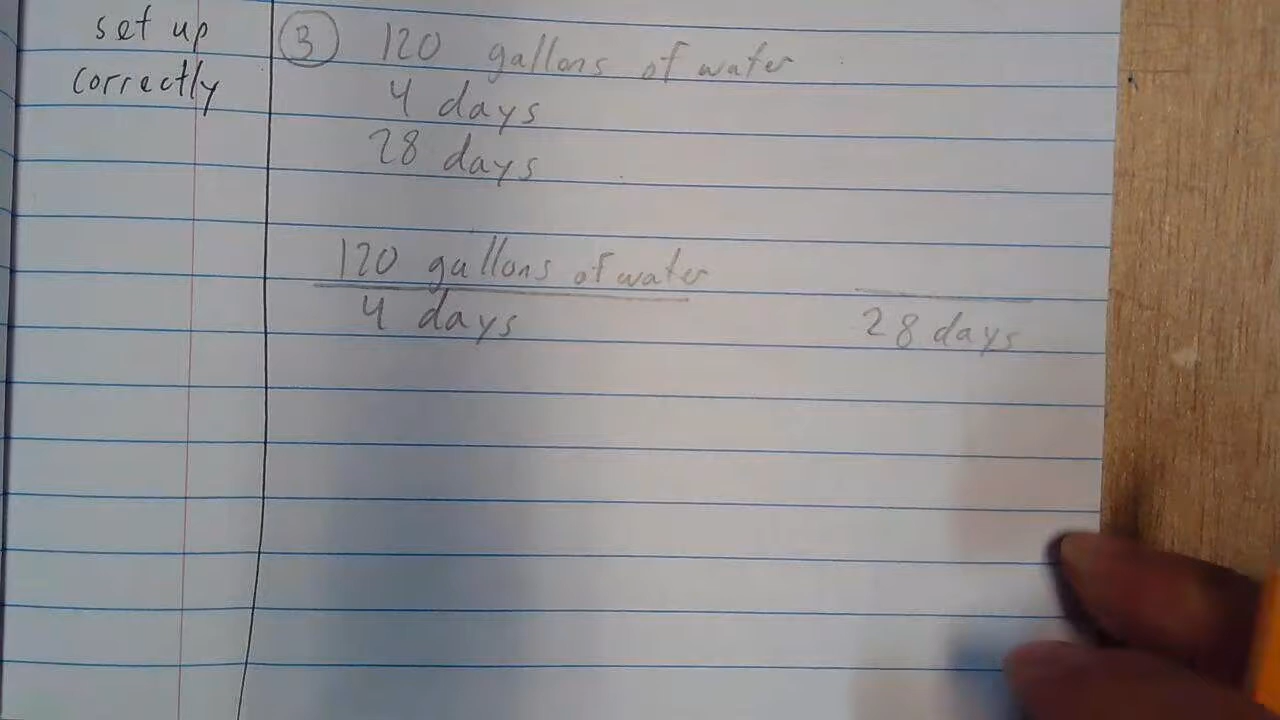 set up
correctly
3 120 gallons of water
4 days
28 days
120 gallons of water
4 days
28 days